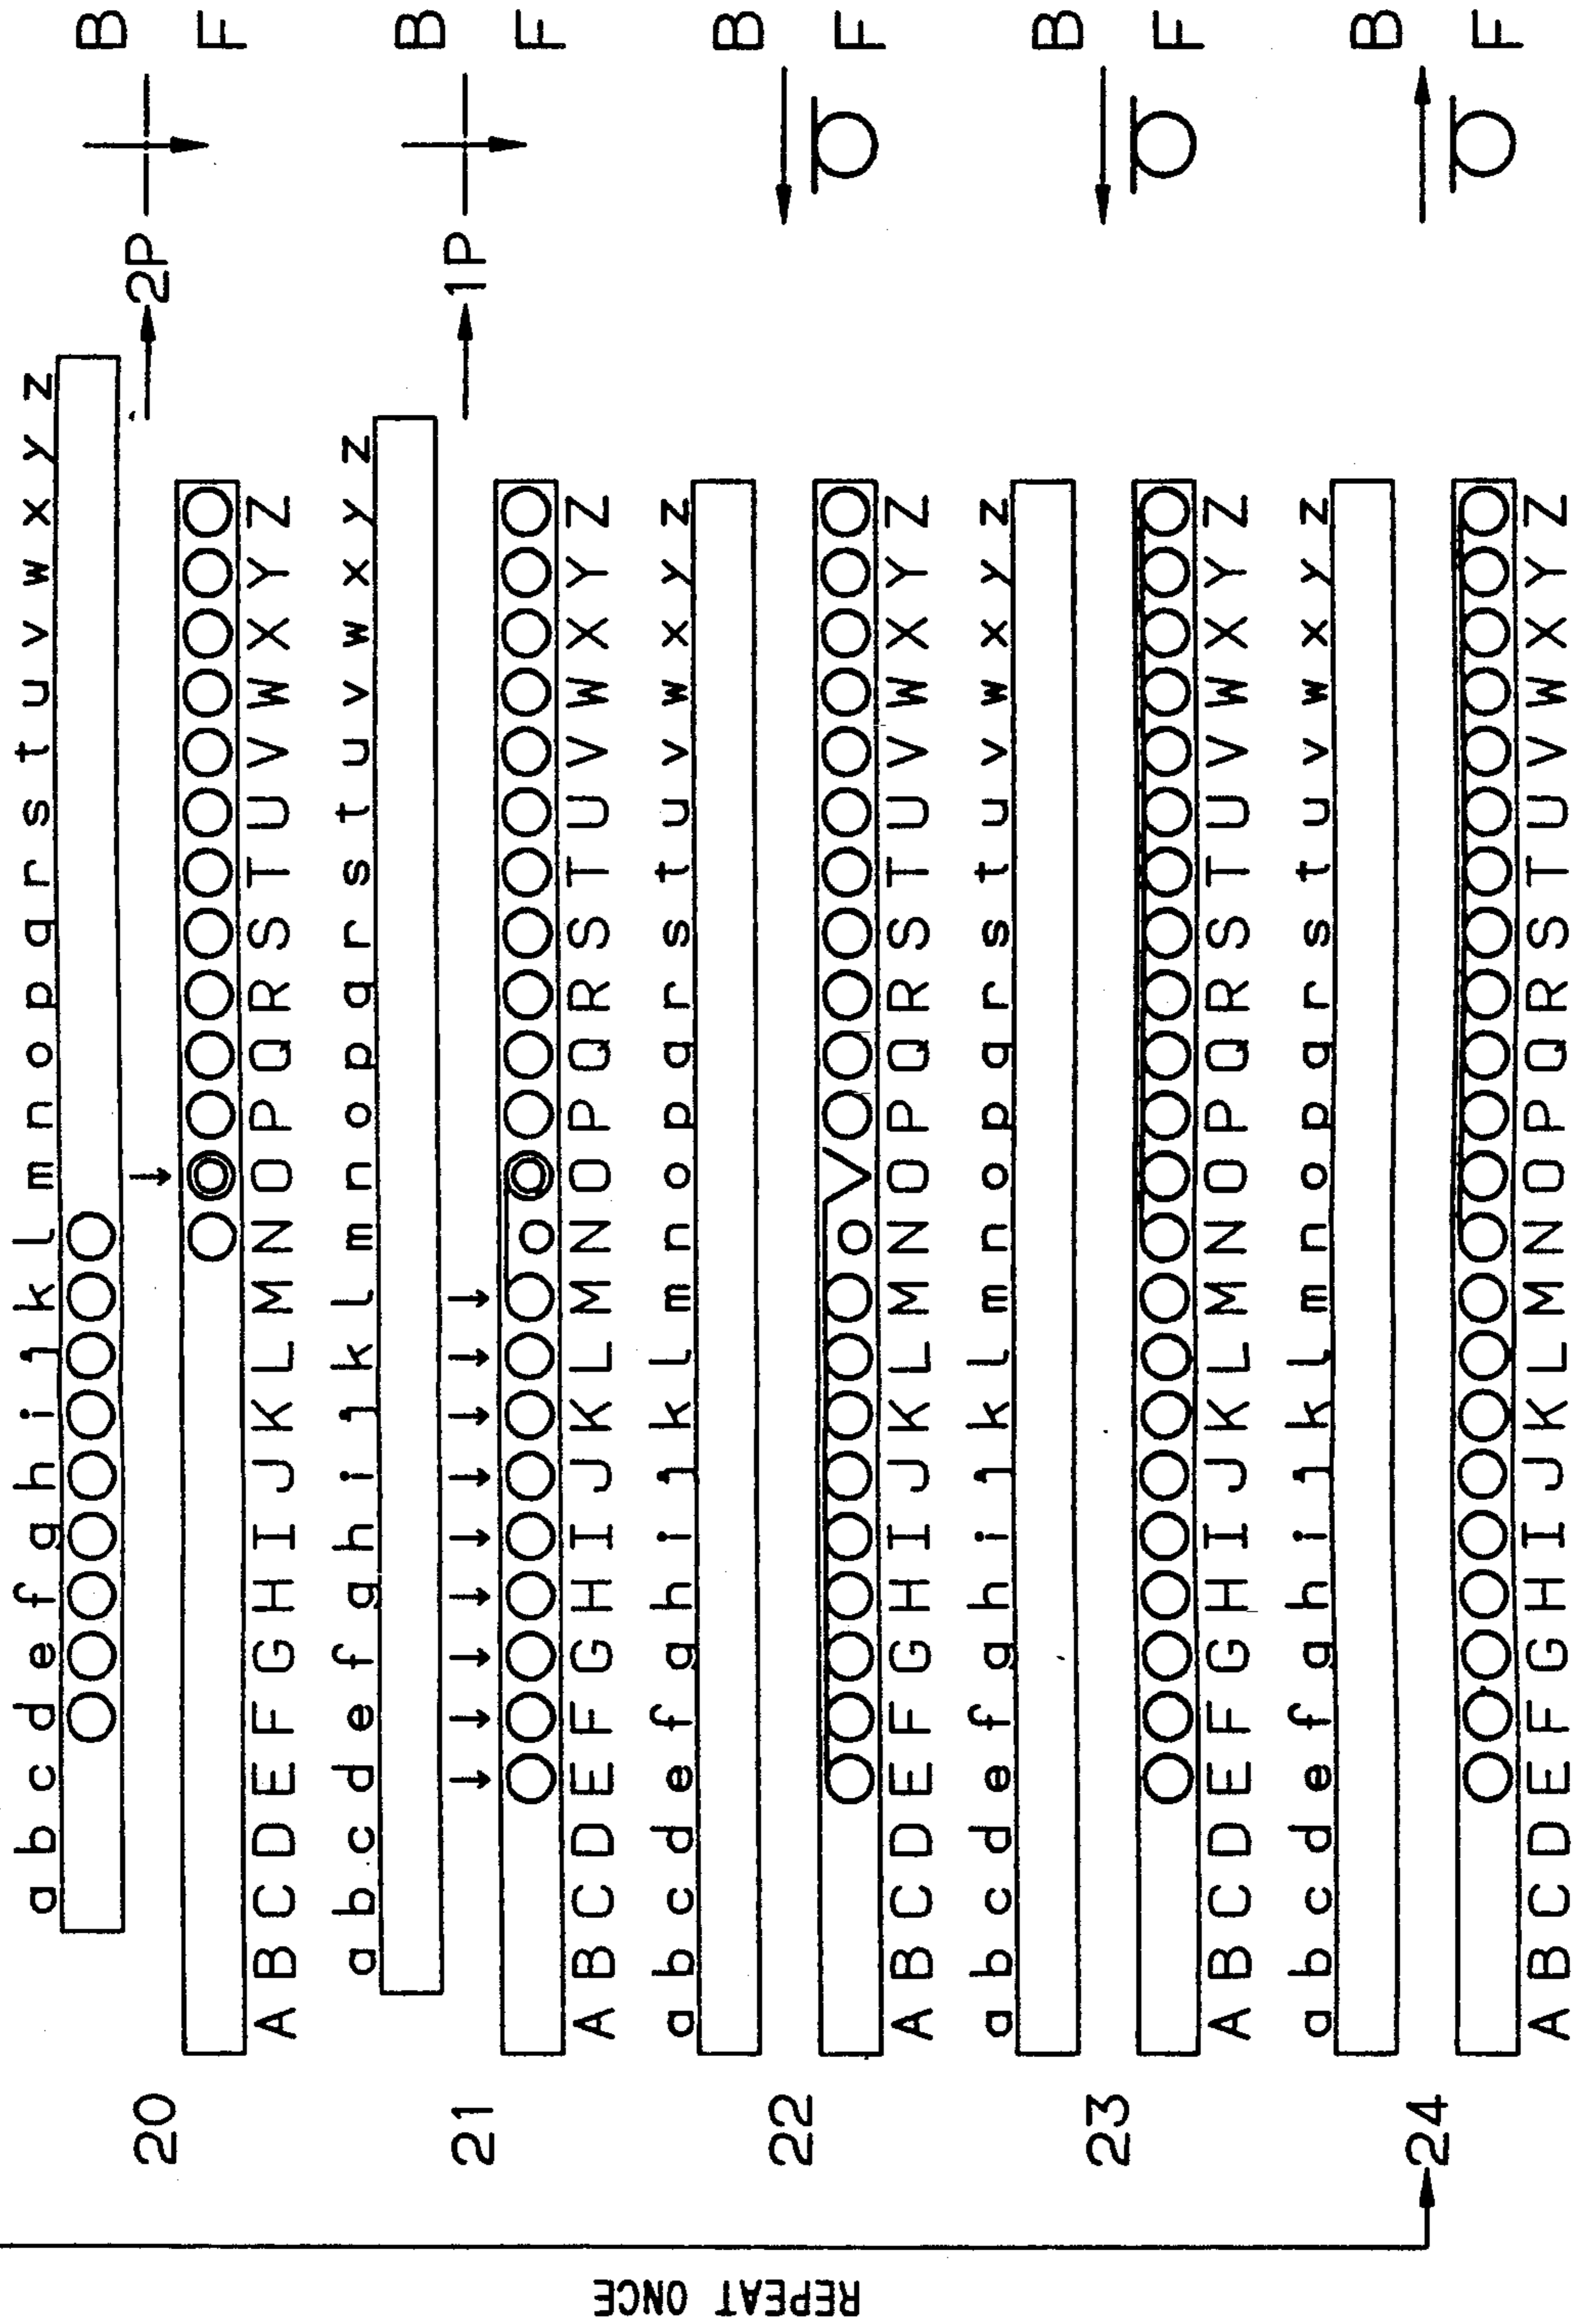 a b c d e f g h i j k l m n o p q r s t u v w x y z
B
20
2P
F
A B C D E F G H I J K L M N O P Q R S T U V W X Y Z
a b c d e f g h i j k l m n o p q r s t u v w x y z
B
21
1P
F
A B C D E F G H I J K L M N O P Q R S T U V W X Y Z
a b c d e f g h i j k l m n o p q r s t u v w x y z
B
22
F
A B C D E F G H I J K L M N O P Q R S T U V W X Y Z
a b c d e f g h i j k l m n o p q r s t u v w x y z
B
23
F
A B C D E F G H I J K L M N O P Q R S T U V W X Y Z
a b c d e f g h i j k l m n o p q r s t u v w x y z
B
24
F
A B C D E F G H I J K L M N O P Q R S T U V W X Y Z
REPEAT ONCE